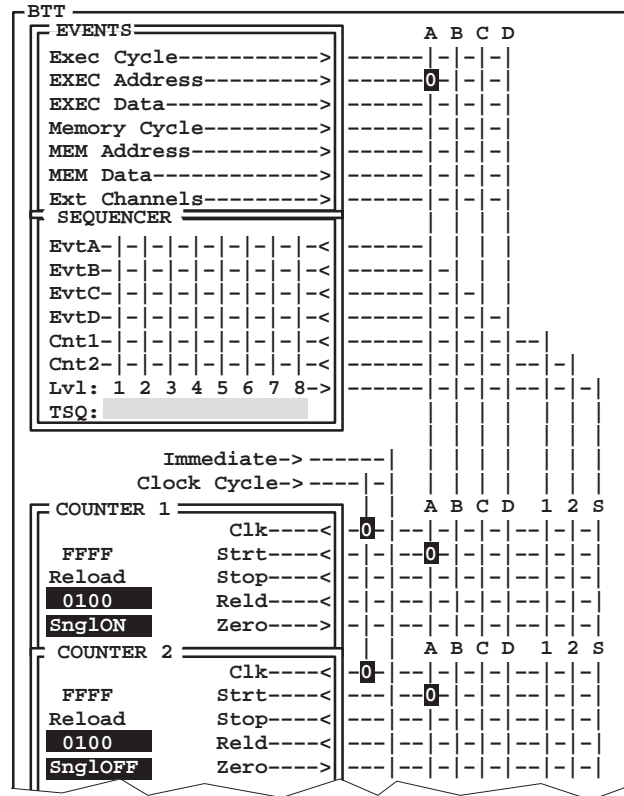 BTT
EVENTS
A B C D
Exec Cycle------------>
EXEC Address---------->
0
EXEC Data------------->
Memory Cycle---------->
MEM Address----------->
MEM Data-------------->
Ext Channels---------->
SEQUENCER
EvtA-|-|-|-|-|-|-|-|-<
EvtB-|-|-|-|-|-|-|-|-<
EvtC-|-|-|-|-|-|-|-|-<
EvtD-|-|-|-|-|-|-|-|-<
Cnt1-|-|-|-|-|-|-|-|-<
Cnt2-|-|-|-|-|-|-|-|-<
Lvl: 1 2 3 4 5 6 7 8->
TSQ:
Immediate->
Clock Cycle->
COUNTER 1
A B C D 1 2 S
Clk----<
0
FFFF Strt----<
0
Reload Stop----<
0100 Reld----<
SnglON Zero---->
COUNTER 2
A B C D 1 2 S
Clk----<
0
FFFF Strt----<
0
Reload Stop----<
0100 Reld----<
SnglOFF Zero---->